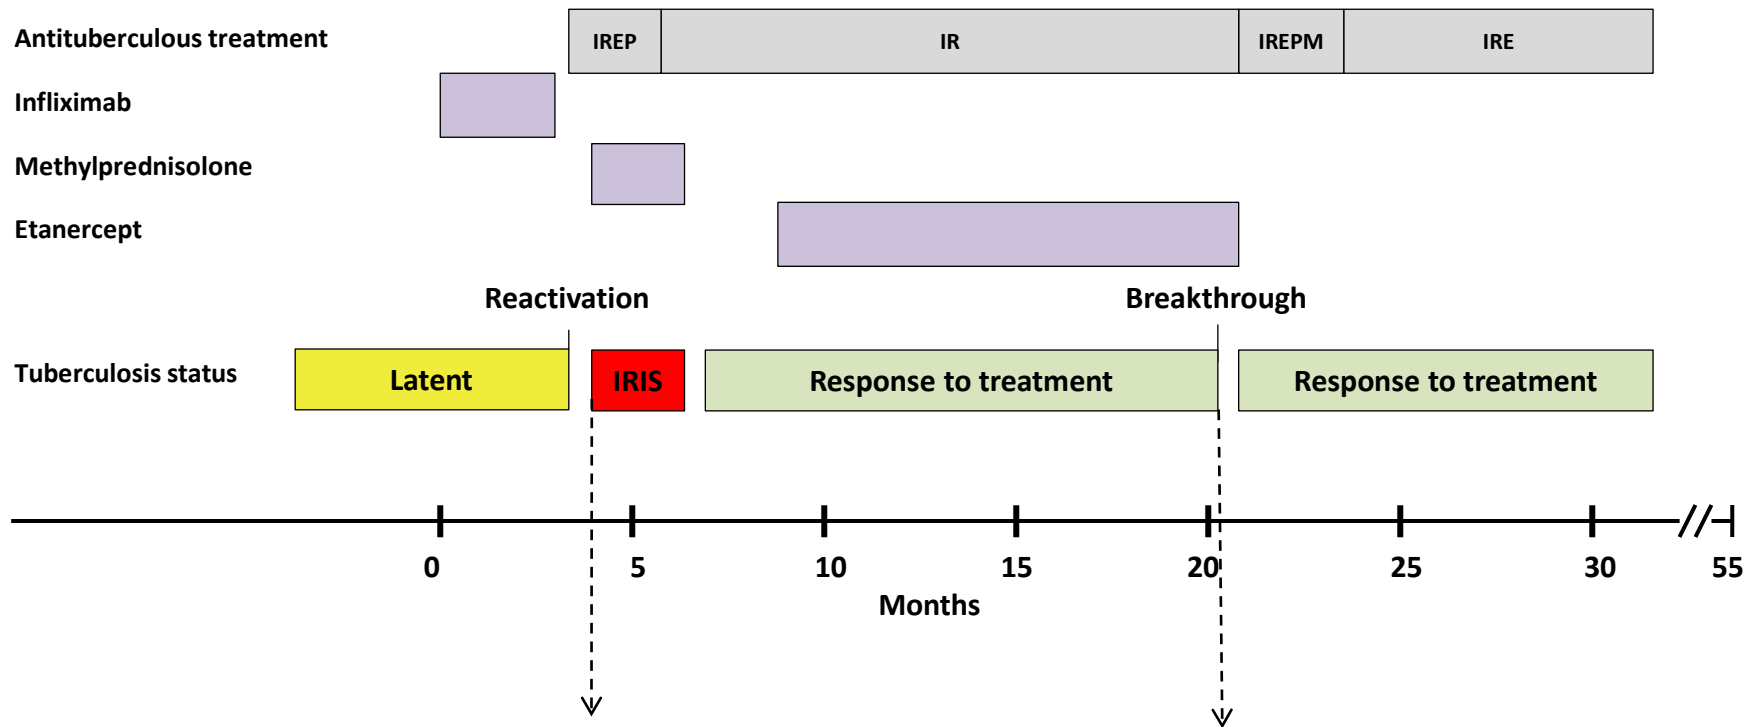 Antituberculous treatment
IREP IR IREPM IRE
Infliximab
Methylprednisolone
Etanercept
Reactivation Breakthrough
Tuberculosis status
Latent IRIS Response to treatment Response to treatment
0 5 10 15 20 25 30 55
Months